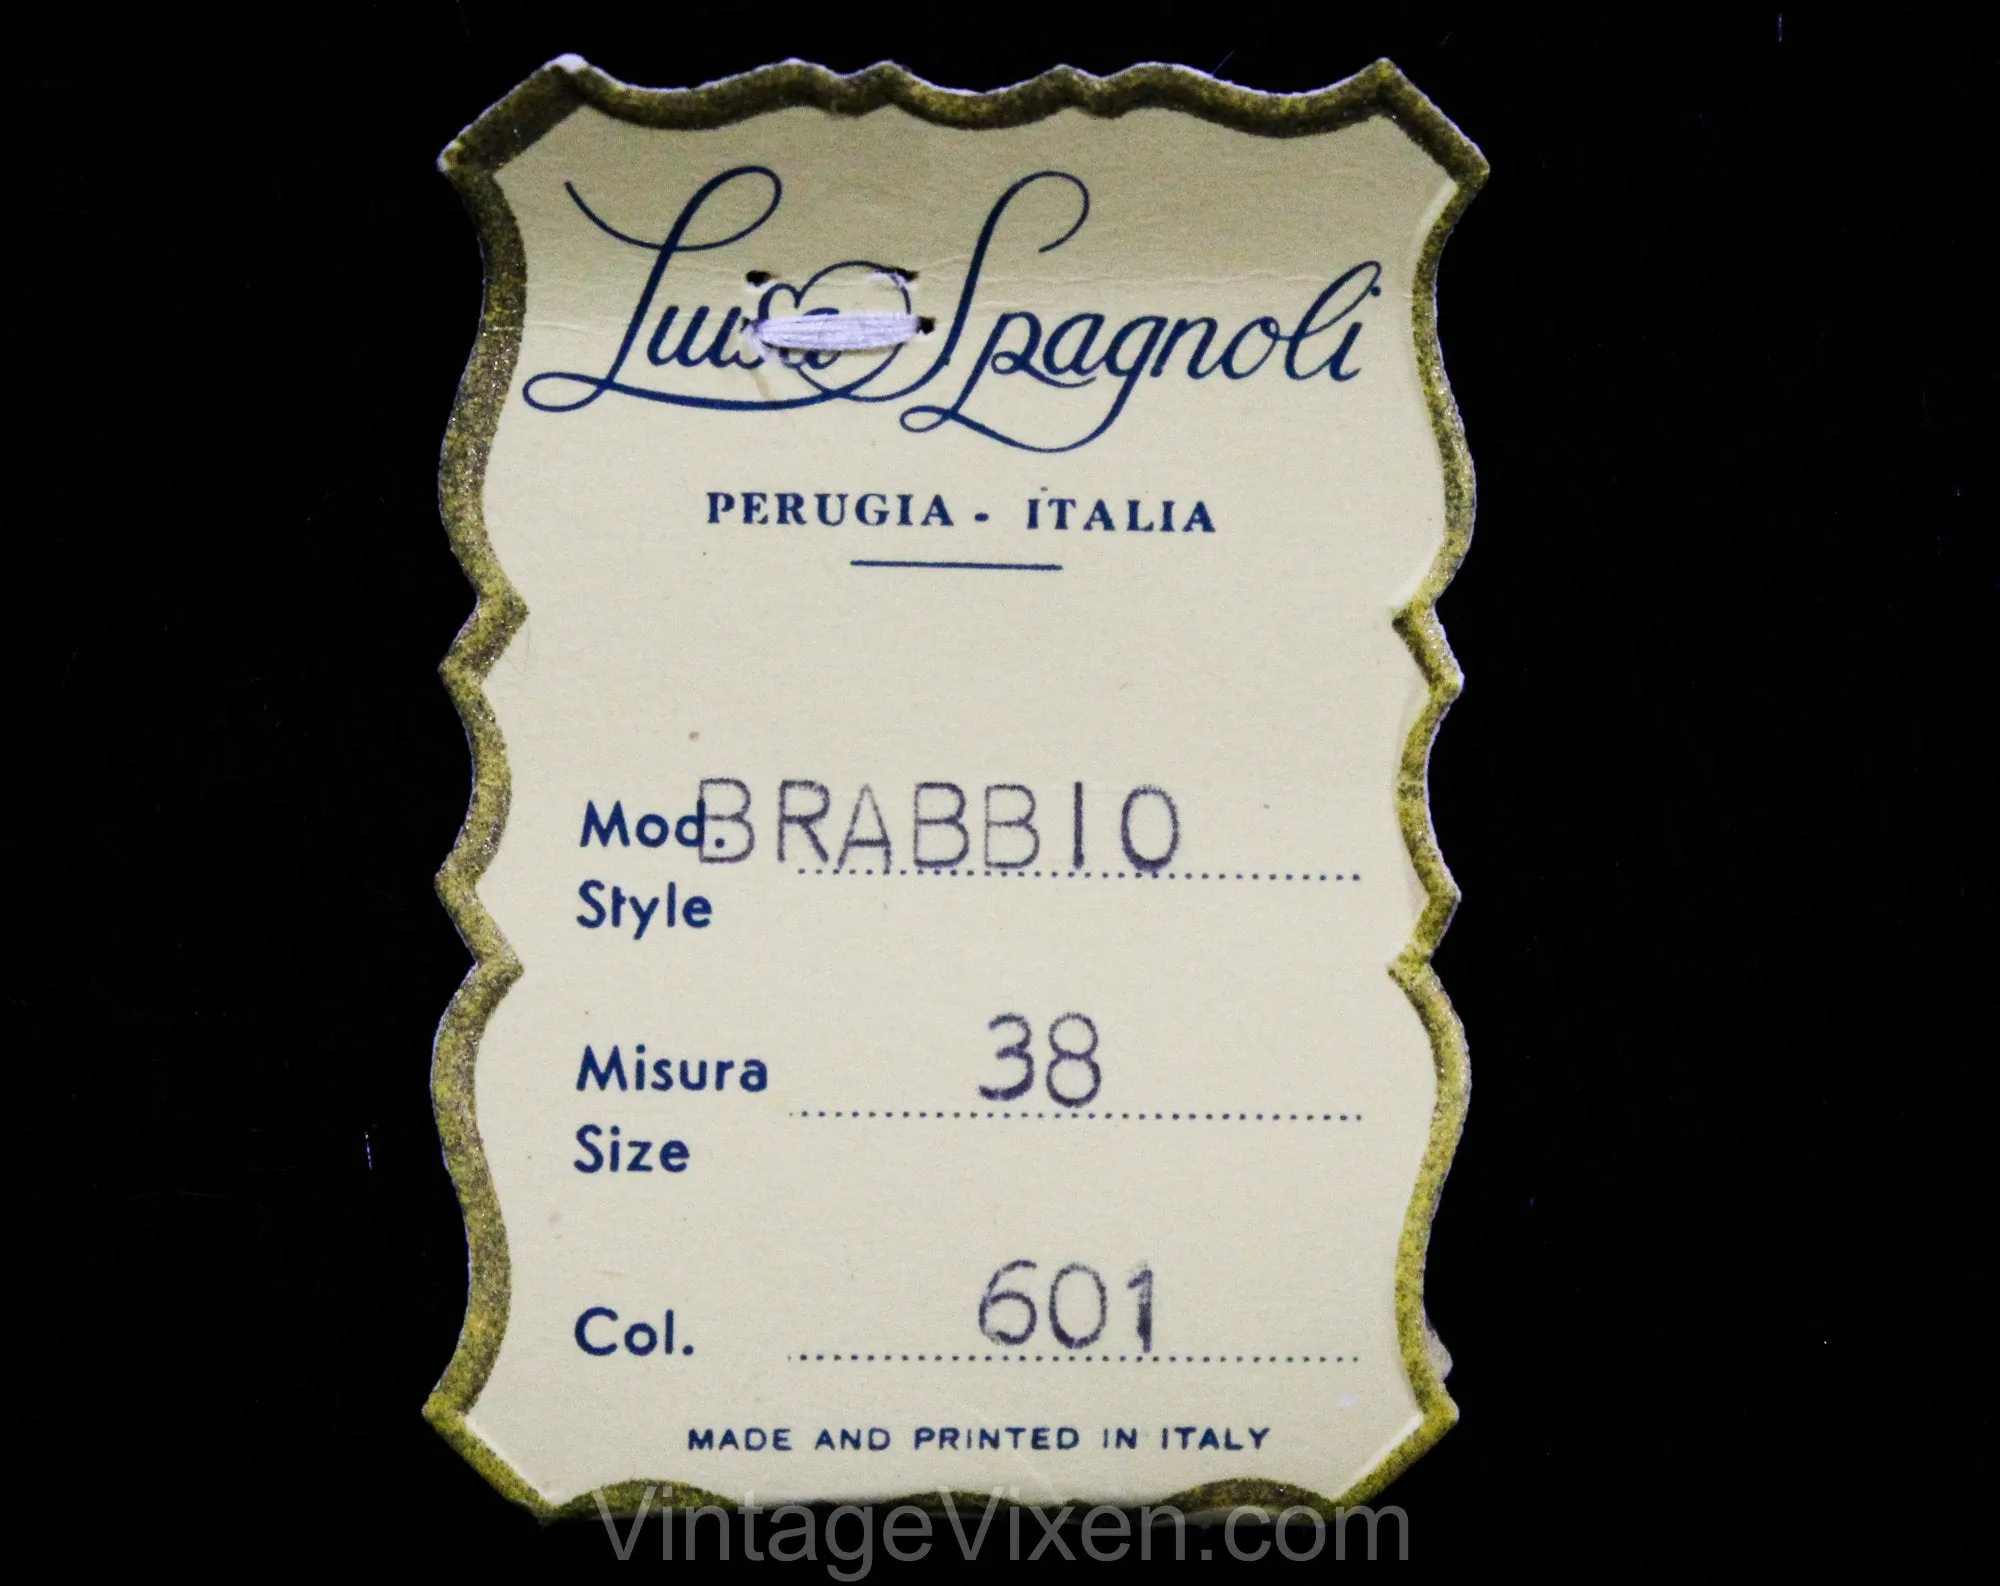 Luisa Spagnoli
PERUGIA - ITALIA
Mod. BRABBIO
Style
Misura 38
Size
Col. 601
MADE AND PRINTED IN ITALY
VintageVixen.com